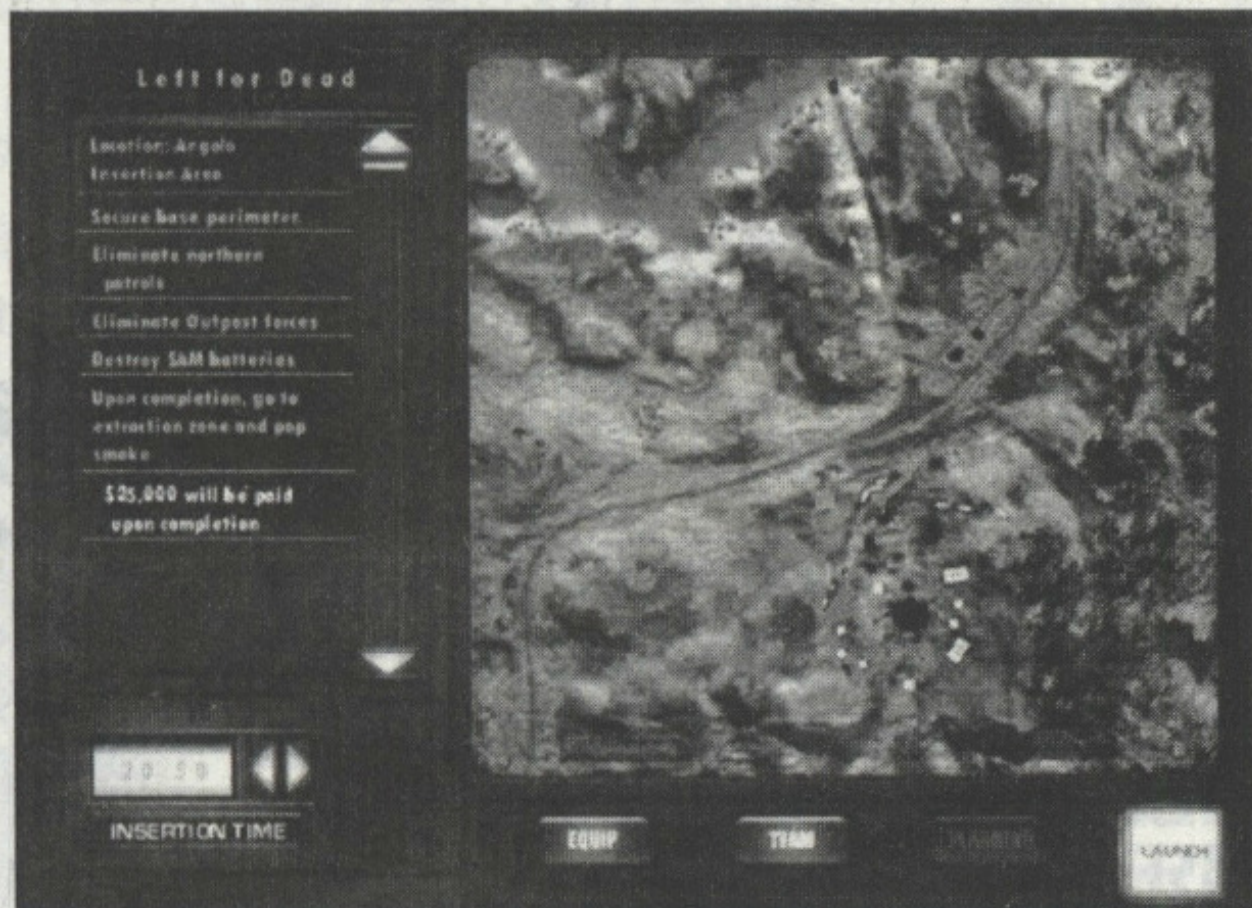 Left for Dead
Location: Angola
Insertion Area
Secure base perimeter
Eliminate northern
patrols
Eliminate Outpost forces
Destroy SAM batteries
Upon completion, go to
extraction zone and pop
smoke
$25,000 will be paid
upon completion
INSERTION TIME
EQUIP
TEAM
LAUNCH